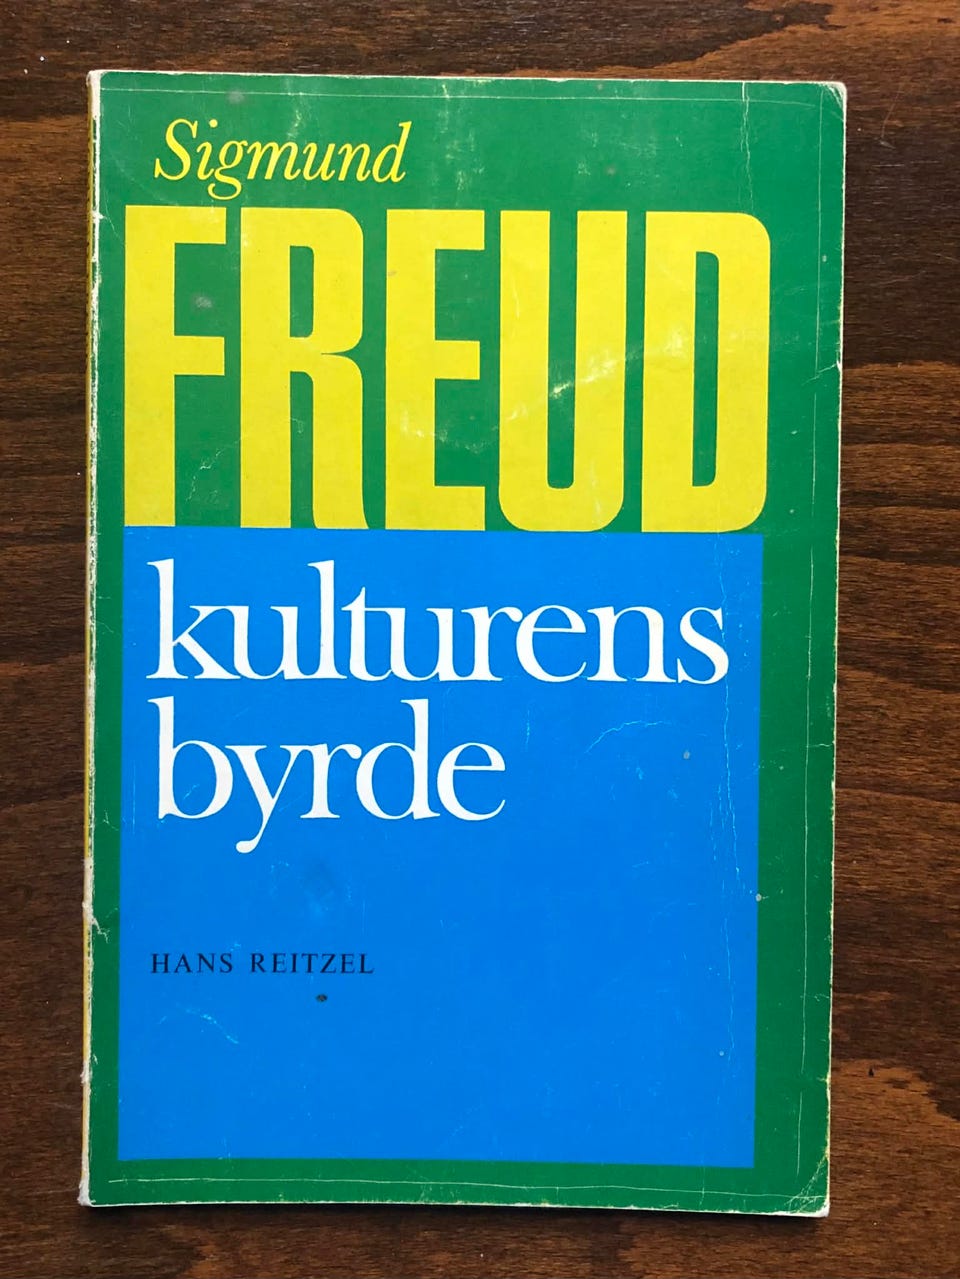 Sigmund
FREUD
kulturens
byrde
HANS REITZEL